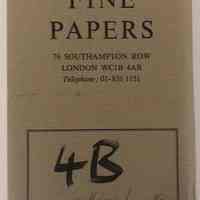 FINE
PAPERS
76 SOUTHAMPTON ROW
LONDON WC1B 4AR
Telephone: 01-831 1151
4B